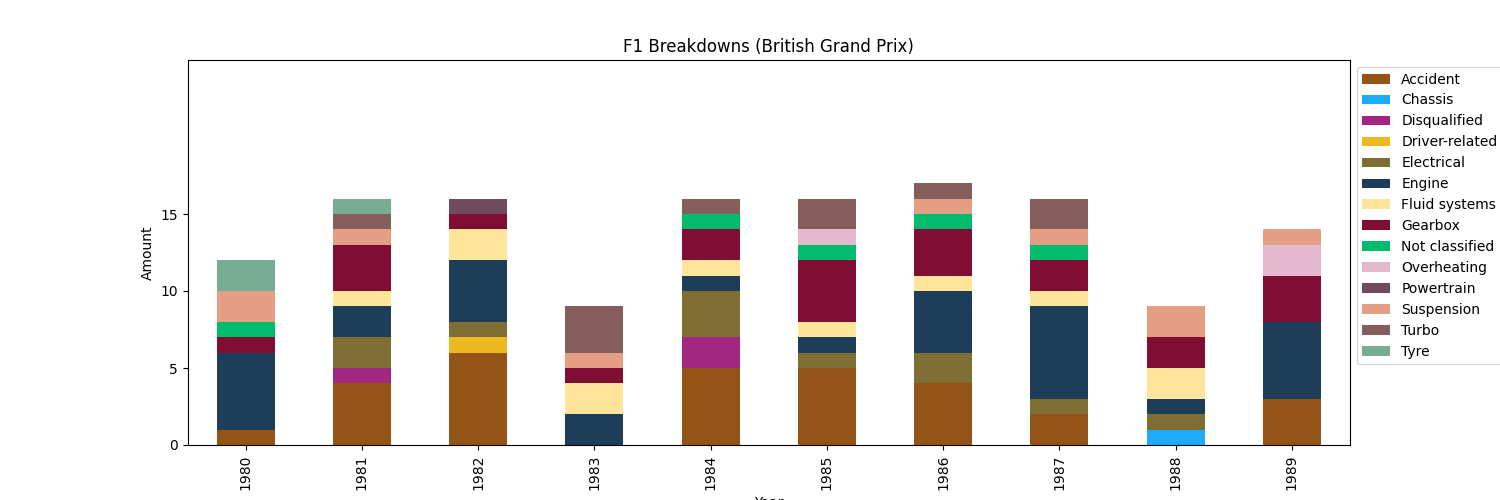 F1 Breakdowns (British Grand Prix)
Amount
15
10
5
0
1980
1981
1982
1983
1984
1985
1986
1987
1988
1989
Year
Accident
Chassis
Disqualified
Driver-related
Electrical
Engine
Fluid systems
Gearbox
Not classified
Overheating
Powertrain
Suspension
Turbo
Tyre